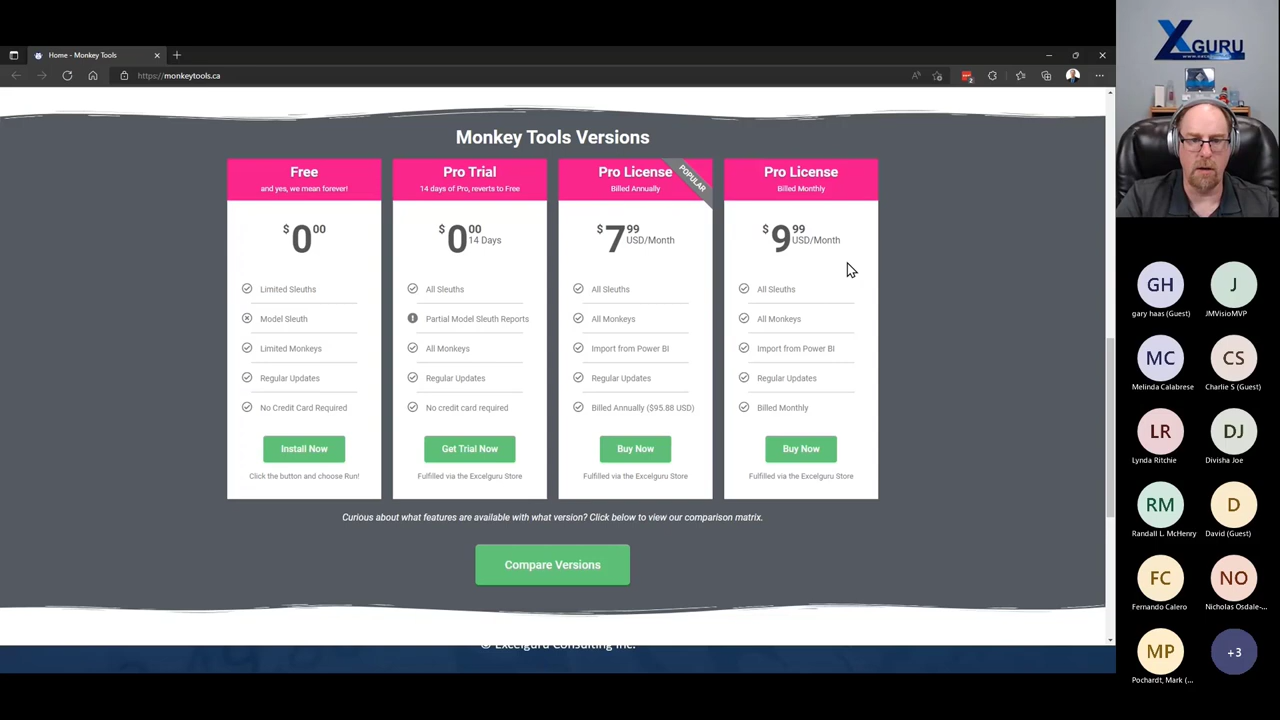 Home - Monkey Tools
https://monkeytools.ca
Monkey Tools Versions
Free
and yes, we mean forever!
$0 00
Limited Sleuths
Model Sleuth
Limited Monkeys
Regular Updates
No Credit Card Required
Install Now
Click the button and choose Run!
Pro Trial
14 days of Pro, reverts to Free
$0 00
14 Days
All Sleuths
Partial Model Sleuth Reports
All Monkeys
Regular Updates
No credit card required
Get Trial Now
Fulfilled via the Excelguru Store
Pro License
Billed Annually
POPULAR
$7 99
USD/Month
All Sleuths
All Monkeys
Import from Power BI
Regular Updates
Billed Annually ($95.88 USD)
Buy Now
Fulfilled via the Excelguru Store
Pro License
Billed Monthly
$9 99
USD/Month
All Sleuths
All Monkeys
Import from Power BI
Regular Updates
Billed Monthly
Buy Now
Fulfilled via the Excelguru Store
Curious about what features are available with what version? Click below to view our comparison matrix.
Compare Versions
© Excelguru Consulting Inc.
XLGURU
GH
gary haas (Guest)
J
JMVisioMVP
MC
Melinda Calabrese
CS
Charlie S (Guest)
LR
Lynda Ritchie
DJ
Divisha Joe
RM
Randall L. McHenry
D
David (Guest)
FC
Fernando Calero
NO
Nicholas Osdale-...
MP
Pochardt, Mark (...
+3